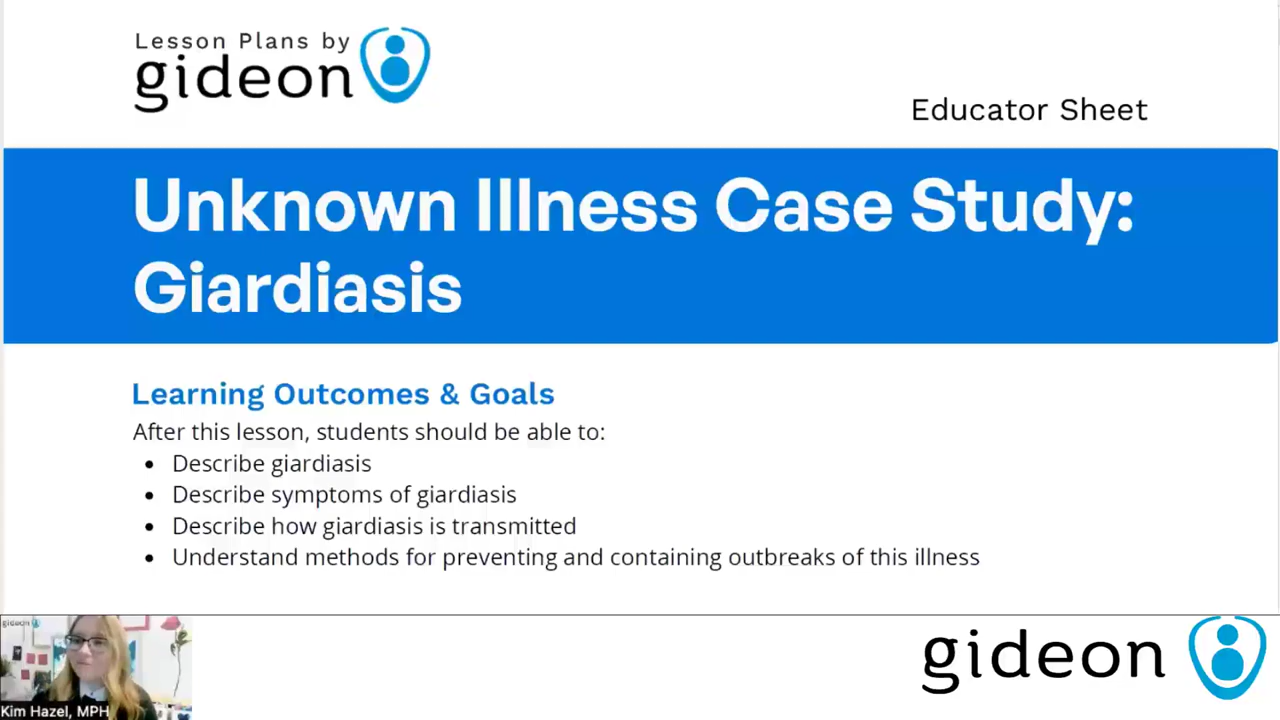 Lesson Plans by
gideon
Educator Sheet
Unknown Illness Case Study:
Giardiasis
Learning Outcomes & Goals
After this lesson, students should be able to:
• Describe giardiasis
• Describe symptoms of giardiasis
• Describe how giardiasis is transmitted
• Understand methods for preventing and containing outbreaks of this illness
gideon
Kim Hazel, MPH
gideon